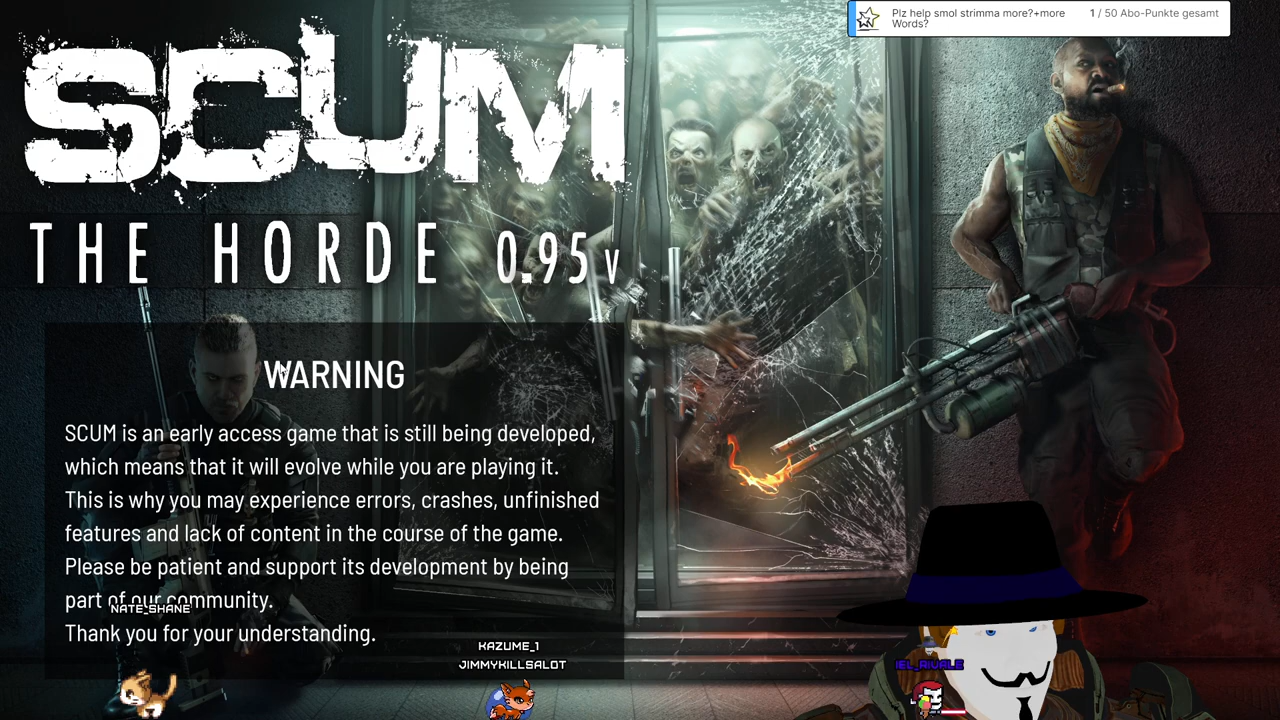 Plz help smol strimma more?+more
Words?
1 / 50 Abo-Punkte gesamt
SCUM
THE HORDE 0.95v
WARNING
SCUM is an early access game that is still being developed,
which means that it will evolve while you are playing it.
This is why you may experience errors, crashes, unfinished
features and lack of content in the course of the game.
Please be patient and support its development by being
part of our community.
NATE_SHANE
Thank you for your understanding.
KAZUME_1
JIMMYKILLSALOT
IEL_RIVALE